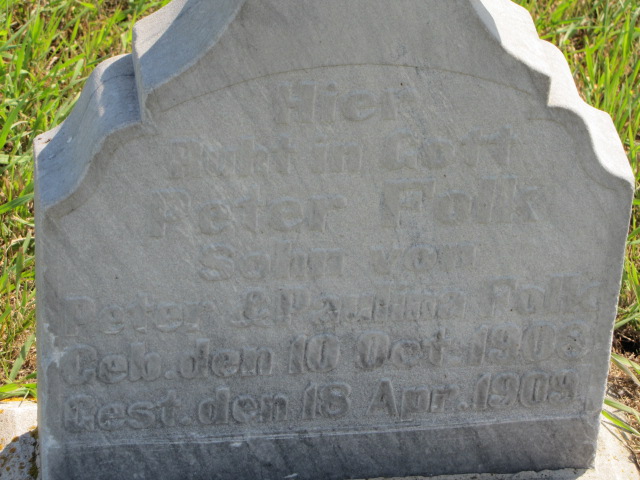 Hier
Ruht in Gott
Peter Folk
Sohn von
Peter & Paulina Folk
Geb. den 10 Oct. 1908
Gest. den 18 Apr. 1909